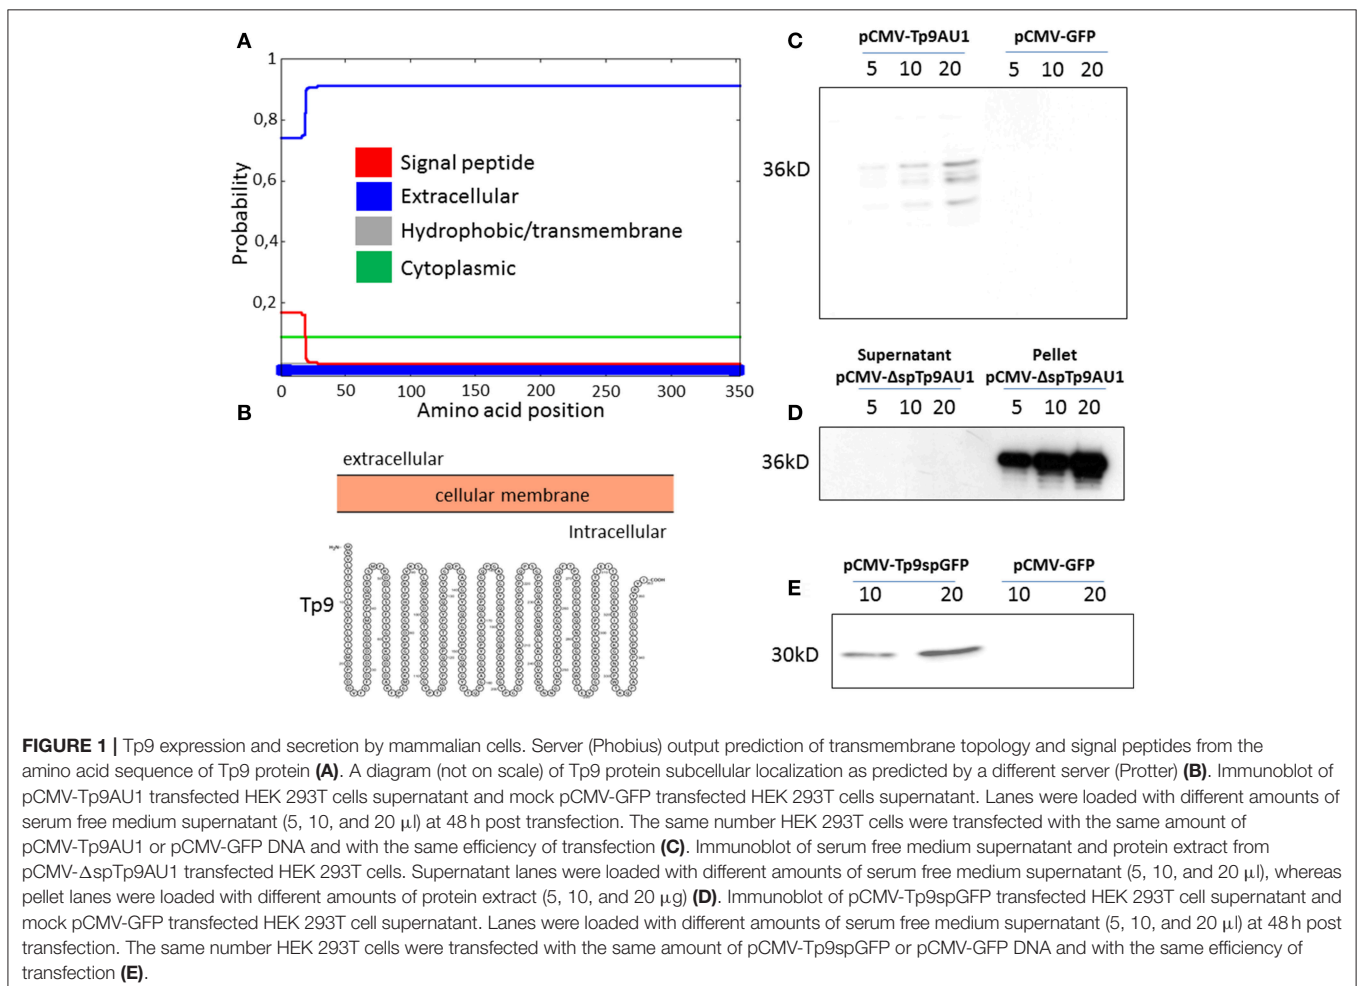 A
1
0,8
0,6
0,4
0,2
Probability
Signal peptide
Extracellular
Hydrophobic/transmembrane
Cytoplasmic
0 50 100 150 200 250 300 350
Amino acid position
B
extracellular
cellular membrane
Intracellular
H₂N-
COOH
Tp9
C
pCMV-Tp9AU1 pCMV-GFP
5 10 20 5 10 20
36kD
Supernatant Pellet
pCMV-ΔspTp9AU1 pCMV-ΔspTp9AU1
5 10 20 5 10 20
D
36kD
pCMV-Tp9spGFP pCMV-GFP
E
10 20 10 20
30kD
FIGURE 1 | Tp9 expression and secretion by mammalian cells. Server (Phobius) output prediction of transmembrane topology and signal peptides from the
amino acid sequence of Tp9 protein (A). A diagram (not on scale) of Tp9 protein subcellular localization as predicted by a different server (Protter) (B). Immunoblot of
pCMV-Tp9AU1 transfected HEK 293T cells supernatant and mock pCMV-GFP transfected HEK 293T cells supernatant. Lanes were loaded with different amounts of
serum free medium supernatant (5, 10, and 20 μl) at 48 h post transfection. The same number HEK 293T cells were transfected with the same amount of
pCMV-Tp9AU1 or pCMV-GFP DNA and with the same efficiency of transfection (C). Immunoblot of serum free medium supernatant and protein extract from
pCMV-ΔspTp9AU1 transfected HEK 293T cells. Supernatant lanes were loaded with different amounts of serum free medium supernatant (5, 10, and 20 μl), whereas
pellet lanes were loaded with different amounts of protein extract (5, 10, and 20 μg) (D). Immunoblot of pCMV-Tp9spGFP transfected HEK 293T cell supernatant and
mock pCMV-GFP transfected HEK 293T cell supernatant. Lanes were loaded with different amounts of serum free medium supernatant (5, 10, and 20 μl) at 48 h post
transfection. The same number HEK 293T cells were transfected with the same amount of pCMV-Tp9spGFP or pCMV-GFP DNA and with the same efficiency of
transfection (E).